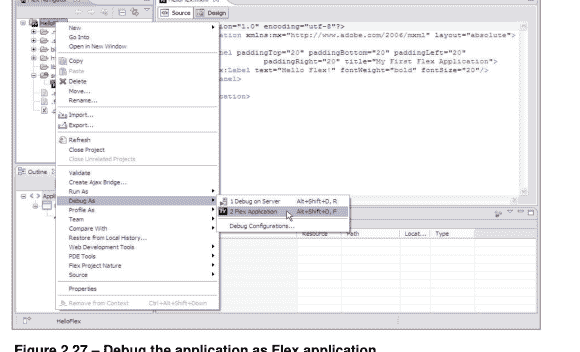 Source Design
HelloFlex
ion="1.0" encoding="utf-8"?>
ation xmlns:mx="http://www.adobe.com/2006/mxml" layout="absolute">
nel paddingTop="20" paddingBottom="20" paddingLeft="20"
paddingRight="20" title="My First Flex Application">
x:Label text="Hello Flex!" fontWeight="bold" fontSize="20"/>
anel>
cation>
New
Go Into
Open in New Window
Copy
Paste
Delete
Move...
Rename...
Import...
Export...
Refresh
Close Project
Close Unrelated Projects
Outline
Validate
Create Ajax Bridge...
Run As
Appl
Debug As
1 Debug on Server Alt+Shift+D, R
Profile As
2 Flex Application Alt+Shift+D, F
Team
Debug Configurations...
Compare With
Resource Path Locat... Type
Restore from Local History...
Web Development Tools
PDE Tools
Flex Project Nature
Source
Properties
Remove from Context Ctrl+Alt+Shift+Down
HelloFlex
Figure 2.27 – Debug the application as Flex application